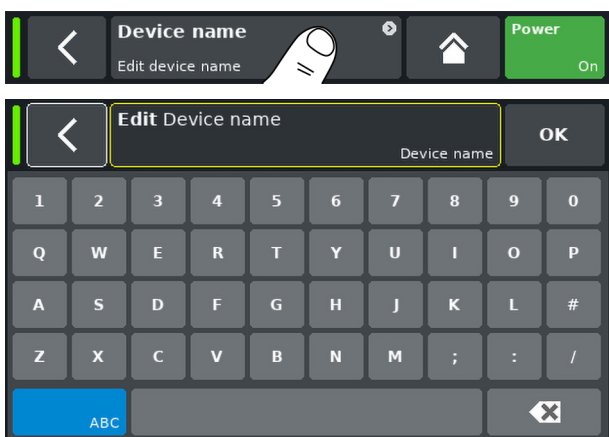 Device name
Edit device name
Power
On
Edit Device name
Device name
OK
1 2 3 4 5 6 7 8 9 0
Q W E R T Y U I O P
A S D F G H J K L #
Z X C V B N M ; : /
ABC